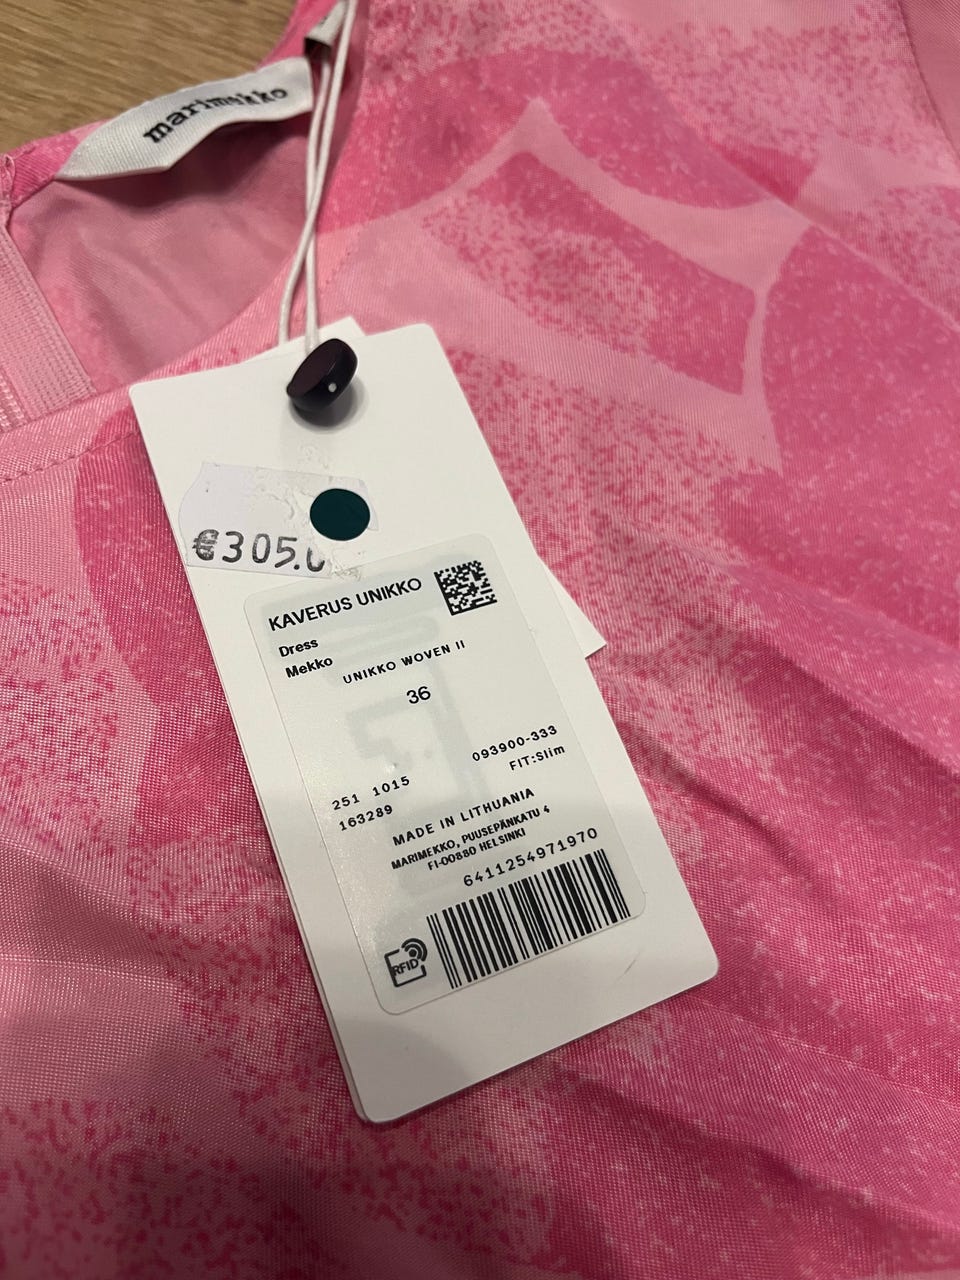 marimekko
€305.0
KAVERUS UNIKKO
Dress
Mekko
UNIKKO WOVEN II
36
251 1015
093900-333
163289
FIT:Slim
MADE IN LITHUANIA
MARIMEKKO, PUUSEPÄNKATU 4
FI-00880 HELSINKI
6411254971970
RFID